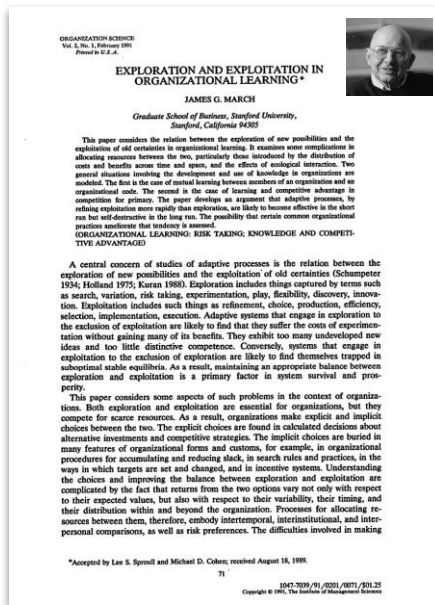 ORGANIZATION SCIENCE
Vol. 2, No. 1, February 1991
Printed in U.S.A.
EXPLORATION AND EXPLOITATION IN
ORGANIZATIONAL LEARNING*
JAMES G. MARCH
Graduate School of Business, Stanford University,
Stanford, California 94305
This paper considers the relation between the exploration of new possibilities and the
exploitation of old certainties in organizational learning. It examines some complications in
allocating resources between the two, particularly those introduced by the distribution of
costs and benefits across time and space, and the effects of ecological interaction. Two
general situations involving the development and use of knowledge in organizations are
modeled. The first is the case of mutual learning between members of an organization and an
organizational code. The second is the case of learning and competitive advantage in
competition for primacy. The paper develops an argument that adaptive processes, by
refining exploitation more rapidly than exploration, are likely to become effective in the short
run but self-destructive in the long run. The possibility that certain common organizational
practices ameliorate that tendency is assessed.
(ORGANIZATIONAL LEARNING: RISK TAKING; KNOWLEDGE AND COMPETI-
TIVE ADVANTAGE)
A central concern of studies of adaptive processes is the relation between the
exploration of new possibilities and the exploitation of old certainties (Schumpeter
1934; Holland 1975; Kuran 1988). Exploration includes things captured by terms such
as search, variation, risk taking, experimentation, play, flexibility, discovery, innova-
tion. Exploitation includes such things as refinement, choice, production, efficiency,
selection, implementation, execution. Adaptive systems that engage in exploration to
the exclusion of exploitation are likely to find that they suffer the costs of experimen-
tation without gaining many of its benefits. They exhibit too many undeveloped new
ideas and too little distinctive competence. Conversely, systems that engage in
exploitation to the exclusion of exploration are likely to find themselves trapped in
suboptimal stable equilibria. As a result, maintaining an appropriate balance between
exploration and exploitation is a primary factor in system survival and pros-
perity.
This paper considers some aspects of such problems in the context of organiza-
tions. Both exploration and exploitation are essential for organizations, but they
compete for scarce resources. As a result, organizations make explicit and implicit
choices between the two. The explicit choices are found in calculated decisions about
alternative investments and competitive strategies. The implicit choices are buried in
many features of organizational forms and customs, for example, in organizational
procedures for accumulating and reducing slack, in search rules and practices, in the
ways in which targets are set and changed, and in incentive systems. Understanding
the choices and improving the balance between exploration and exploitation are
complicated by the fact that returns from the two options vary not only with respect
to their expected values, but also with respect to their variability, their timing, and
their distribution within and beyond the organization. Processes for allocating re-
sources between them, therefore, embody intertemporal, interinstitutional, and inter-
personal comparisons, as well as risk preferences. The difficulties involved in making
*Accepted by Lee S. Sproull and Michael D. Cohen; received August 18, 1989.
71
1047-7039/91/0201/0071/$01.25
Copyright © 1991, The Institute of Management Sciences